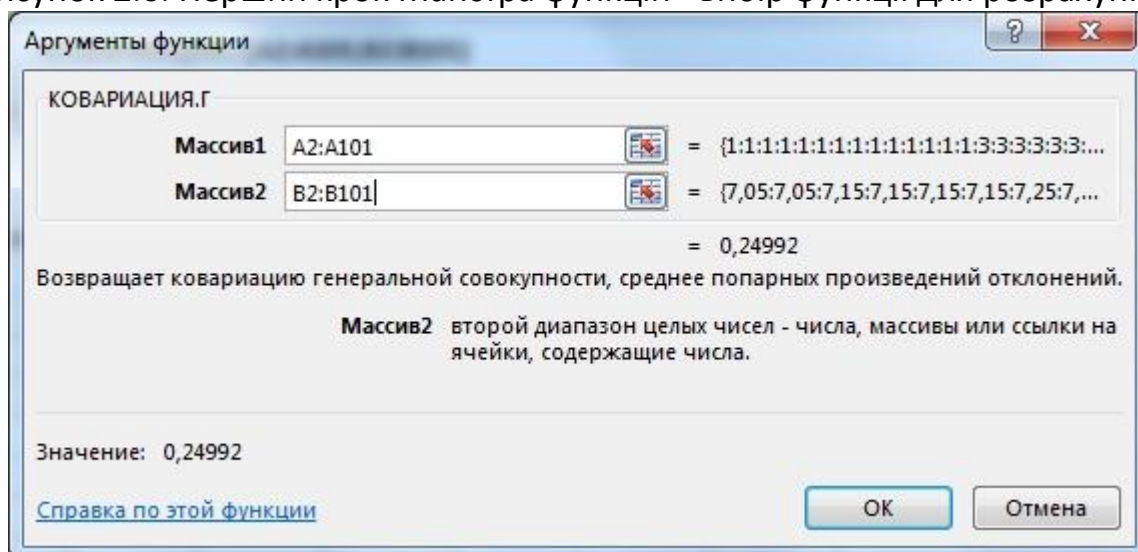 Аргументы функции
КОВАРИАЦИЯ.Г
Массив1 A2:A101 = {1:1:1:1:1:1:1:1:1:1:1:1:1:1:3:3:3:3:3:3:...
Массив2 B2:B101 = {7,05:7,05:7,15:7,15:7,15:7,15:7,25:7,...
= 0,24992
Возвращает ковариацию генеральной совокупности, среднее попарных произведений отклонений.
Массив2 второй диапазон целых чисел - числа, массивы или ссылки на
ячейки, содержащие числа.
Значение: 0,24992
Справка по этой функции
ОК Отмена